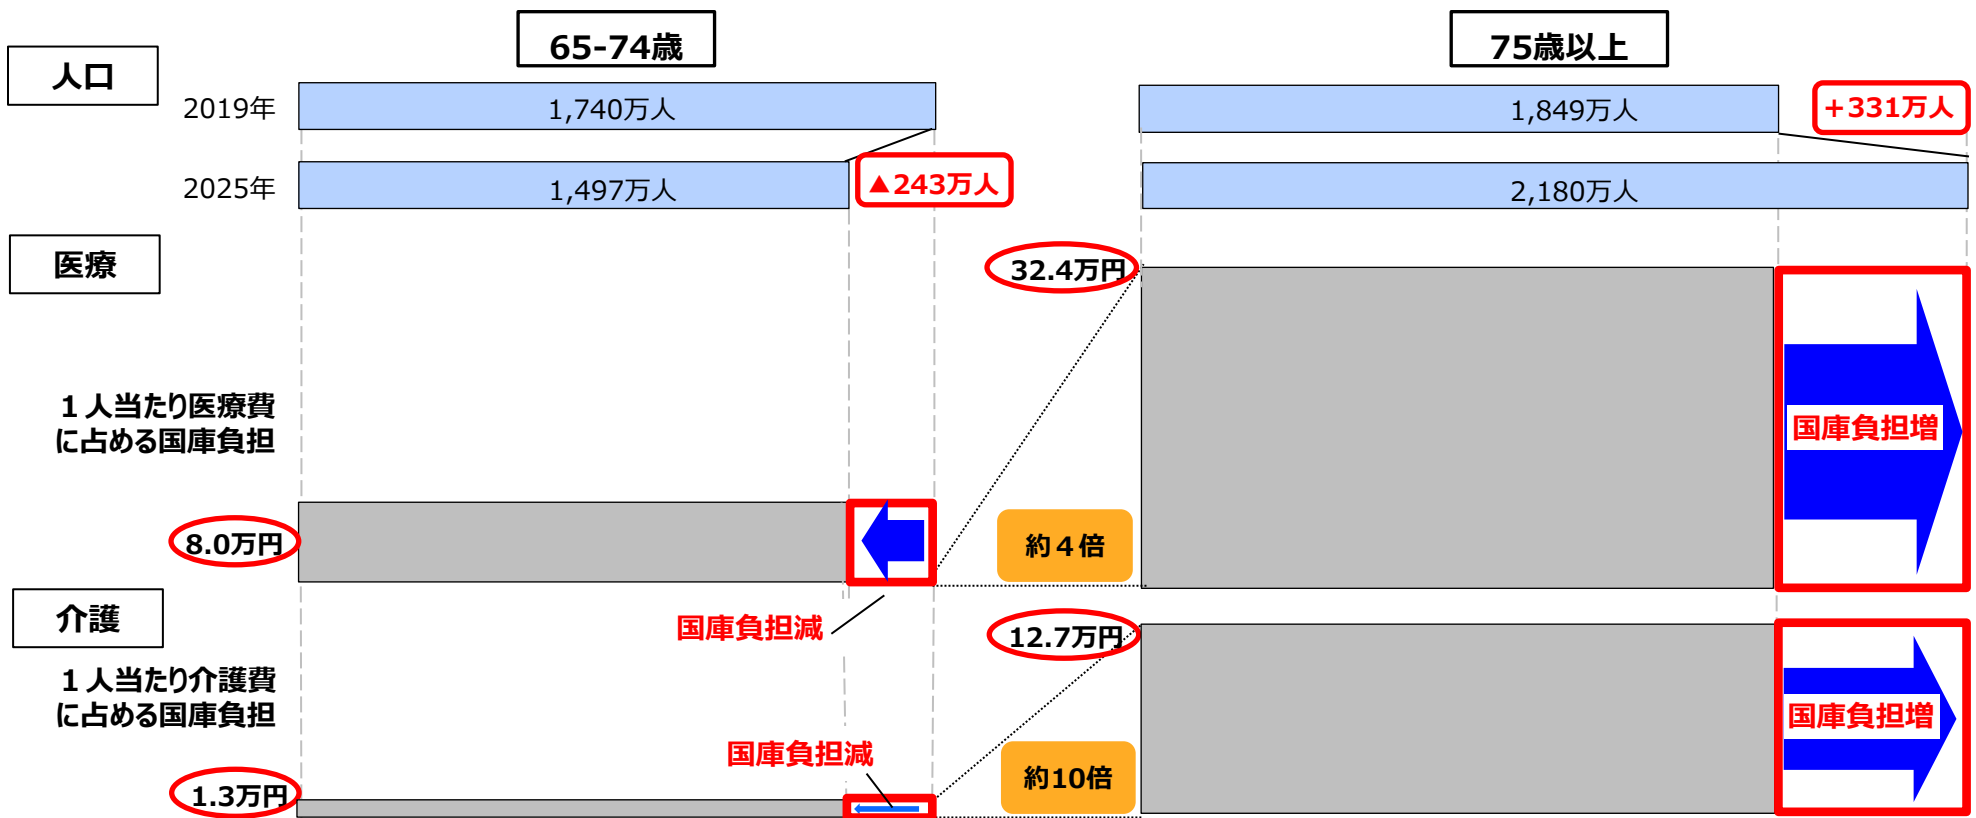 65-74歳
75歳以上
人口
2019年
1,740万人
1,849万人
+331万人
2025年
1,497万人
▲243万人
2,180万人
医療
32.4万円
１人当たり医療費
に占める国庫負担
国庫負担増
8.0万円
約４倍
国庫負担減
介護
12.7万円
１人当たり介護費
に占める国庫負担
国庫負担増
国庫負担減
約10倍
1.3万円